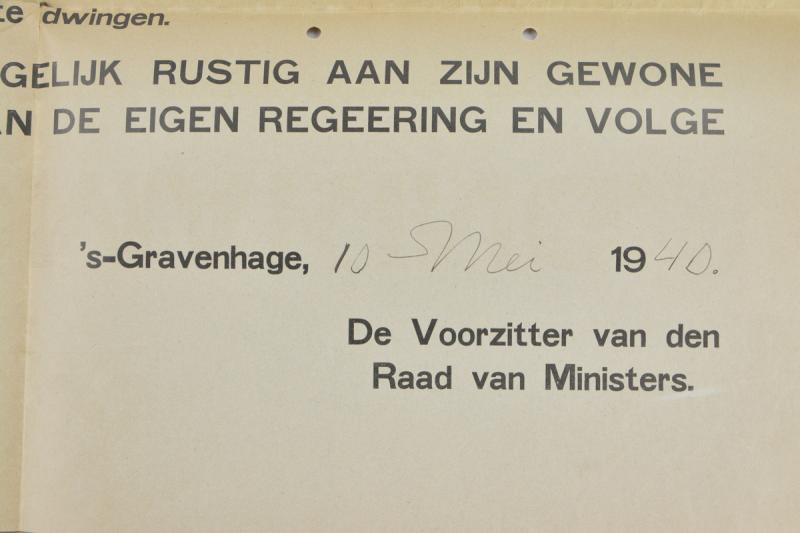 te dwingen.
GELIJK RUSTIG AAN ZIJN GEWONE
AN DE EIGEN REGEERING EN VOLGE
's-Gravenhage, 10 Mei 1940.
De Voorzitter van den
Raad van Ministers.